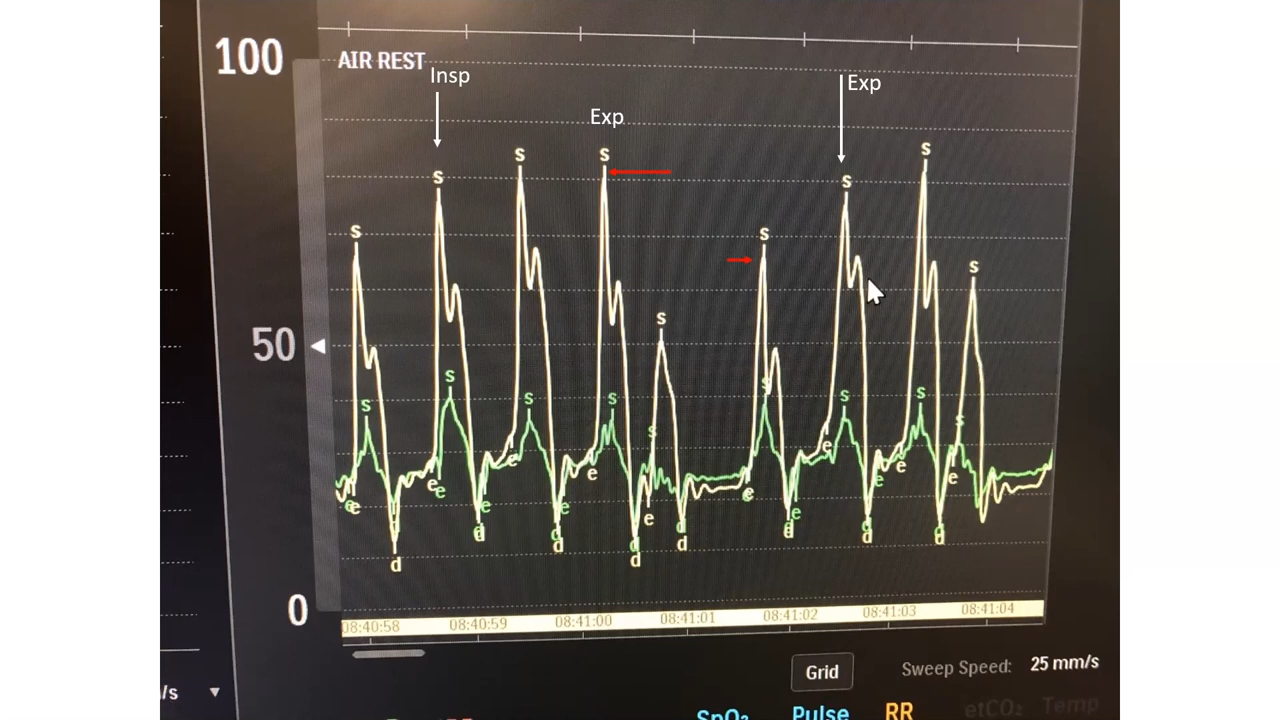 100
AIR REST
Insp
Exp
Exp
s s s s s s s s s
50
s s s s s s s s
e e e e e e e e e e e e e
d d d d d d d d d d d
0
08:40:58 08:40:59 08:41:00 08:41:01 08:41:02 08:41:03 08:41:04
Grid
Sweep Speed: 25 mm/s
/s
SpO₂ Pulse RR etCO₂ Temp